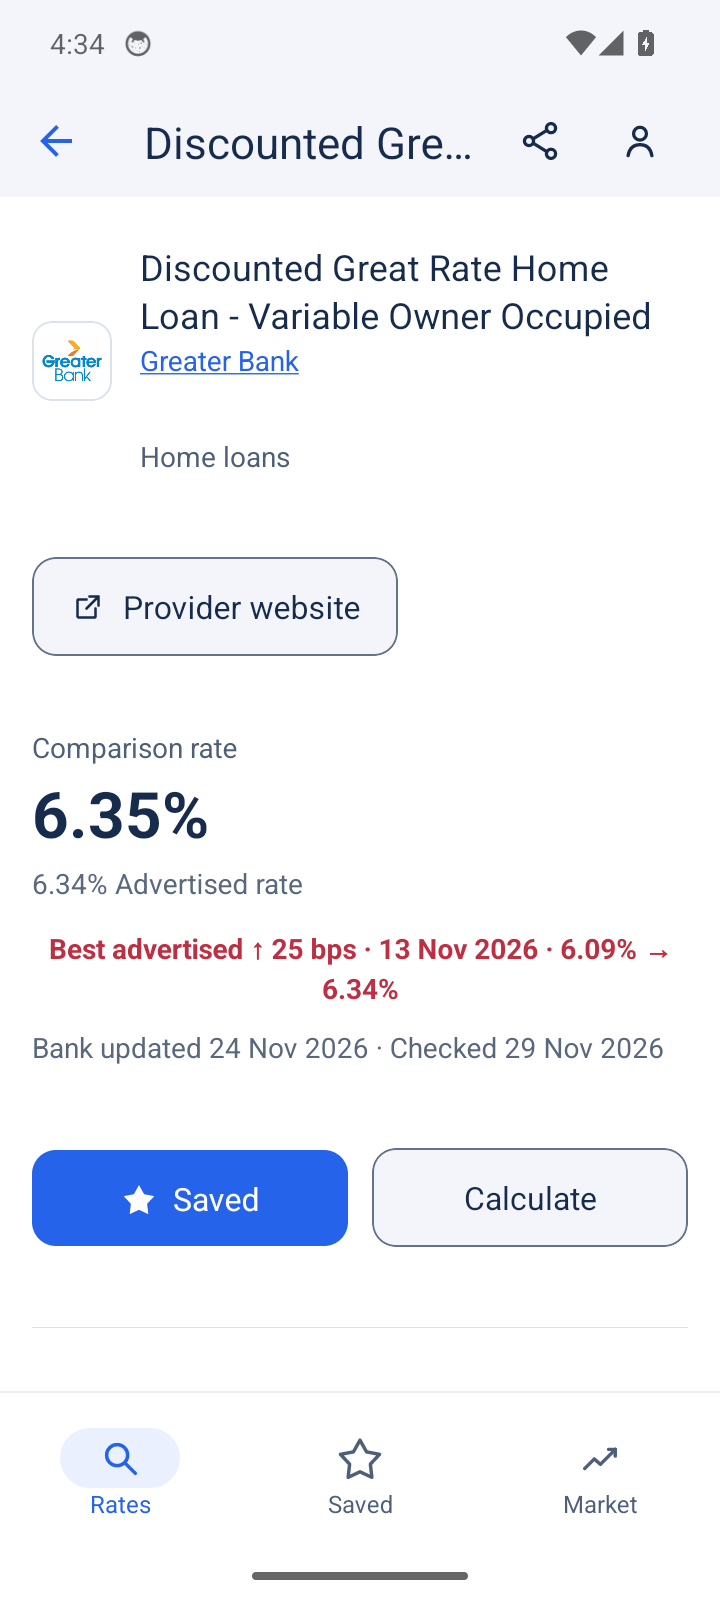 4:34
Discounted Gre...
Discounted Great Rate Home
Loan - Variable Owner Occupied
Greater Bank
Greater
Bank
Home loans
Provider website
Comparison rate
6.35%
6.34% Advertised rate
Best advertised ↑ 25 bps · 13 Nov 2026 · 6.09% →
6.34%
Bank updated 24 Nov 2026 · Checked 29 Nov 2026
Saved
Calculate
Rates
Saved
Market